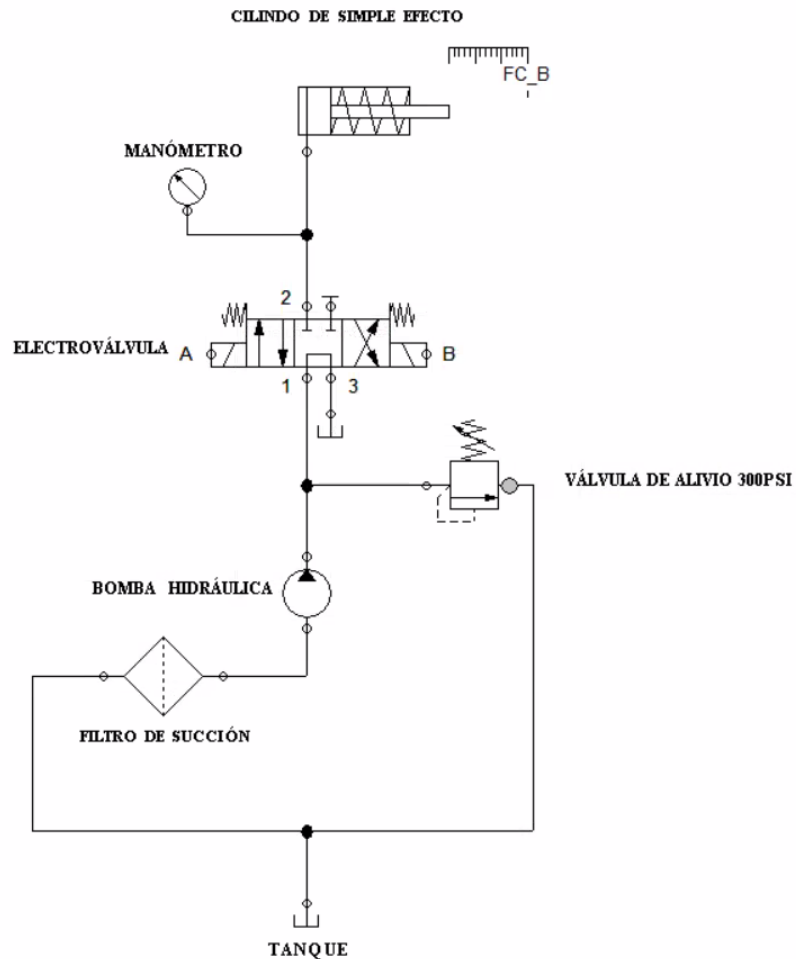 CILINDO DE SIMPLE EFECTO
FC_B
MANÓMETRO
2
ELECTROVÁLVULA
A
B
1
3
VÁLVULA DE ALIVIO 300PSI
BOMBA HIDRÁULICA
FILTRO DE SUCCIÓN
TANQUE